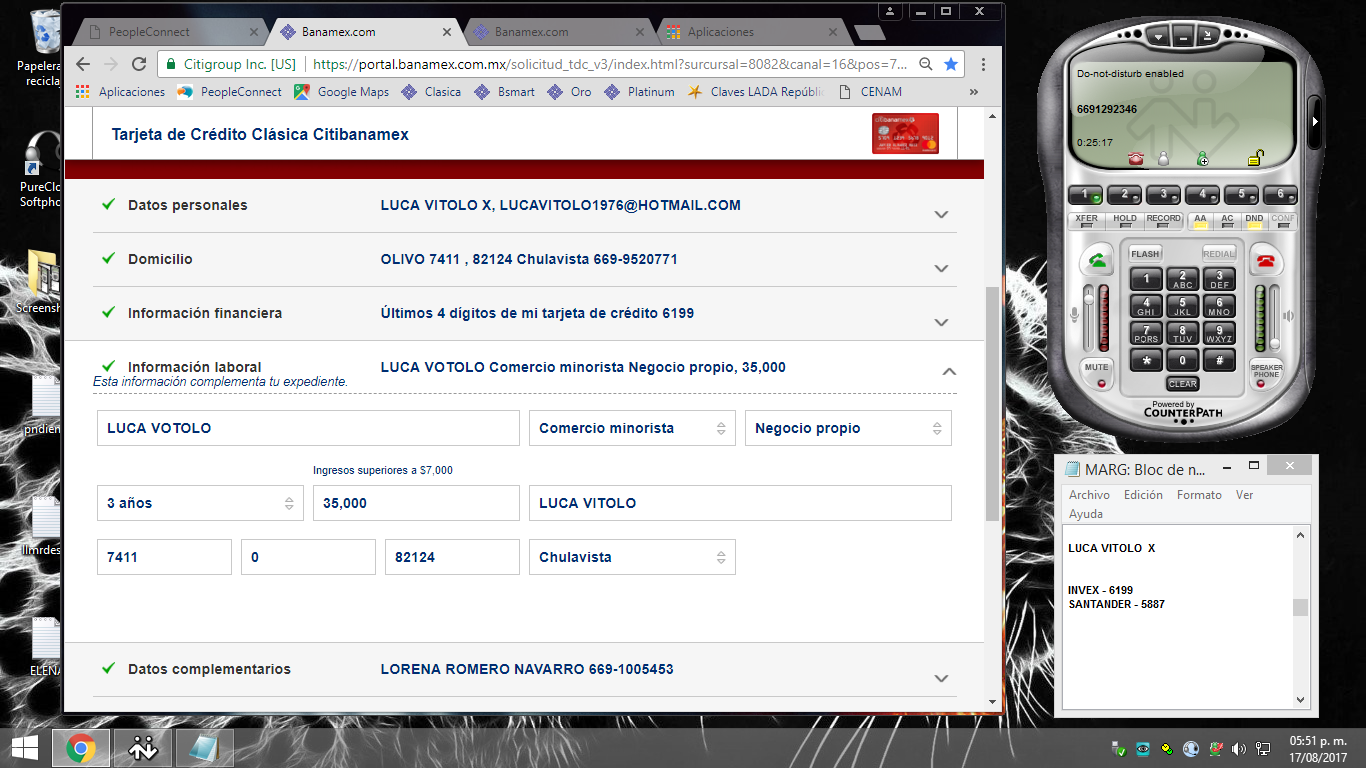 Papelera
recicla
PureClo
Softpho
Screensh
pndien
llmrdes
ELENA
PeopleConnect
Banamex.com
Banamex.com
Aplicaciones
Citigroup Inc. [US]
https://portal.banamex.com.mx/solicitud_tdc_v3/index.html?sursursal=8082&canal=16&pos=7...
Aplicaciones
PeopleConnect
Google Maps
Clasica
Bsmart
Oro
Platinum
Claves LADA Repúblic
CENAM
»
Tarjeta de Crédito Clásica Citibanamex
citibanamex
Datos personales
LUCA VITOLO X, LUCAVITOLO1976@HOTMAIL.COM
Domicilio
OLIVO 7411 , 82124 Chulavista 669-9520771
Información financiera
Últimos 4 dígitos de mi tarjeta de crédito 6199
Información laboral
LUCA VOTOLO Comercio minorista Negocio propio, 35,000
Esta información complementa tu expediente.
LUCA VOTOLO
Comercio minorista
Negocio propio
Ingresos superiores a $7,000
3 años
35,000
LUCA VITOLO
7411
0
82124
Chulavista
Datos complementarios
LORENA ROMERO NAVARRO 669-1005453
Do-not-disturb enabled
6691292346
0:25:17
1 2 3 4 5 6
XFER HOLD RECORD AA AC DND CONF
FLASH
REDIAL
1 2 ABC 3 DEF
4 GHI 5 JKL 6 MNO
7 PQRS 8 TUV 9 WXYZ
* 0 #
MUTE
CLEAR
SPEAKER PHONE
Powered by
COUNTERPATH
MARG: Bloc de n...
Archivo Edición Formato Ver
Ayuda
LUCA VITOLO X
INVEX - 6199
SANTANDER - 5887
05:51 p. m.
17/08/2017